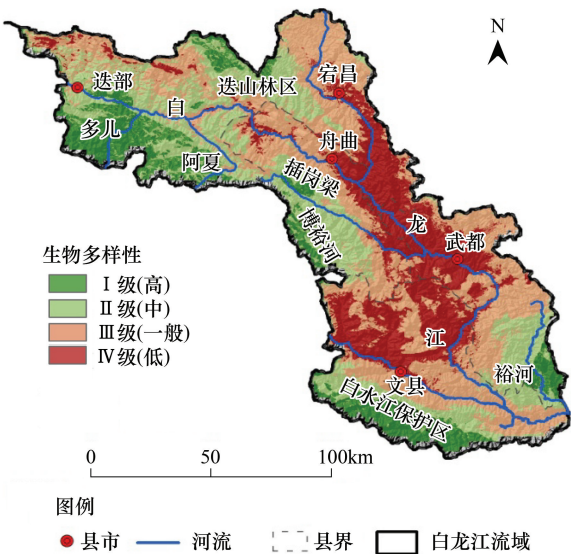 N
宕昌
迭部
迭山林区
白
多儿
舟曲
阿夏
插岗梁
龙
博裕河
武都
生物多样性
Ⅰ级(高)
Ⅱ级(中)
Ⅲ级(一般)
Ⅳ级(低)
江
裕河
文县
白水江保护区
0 50 100km
图例
县市 河流 县界 白龙江流域